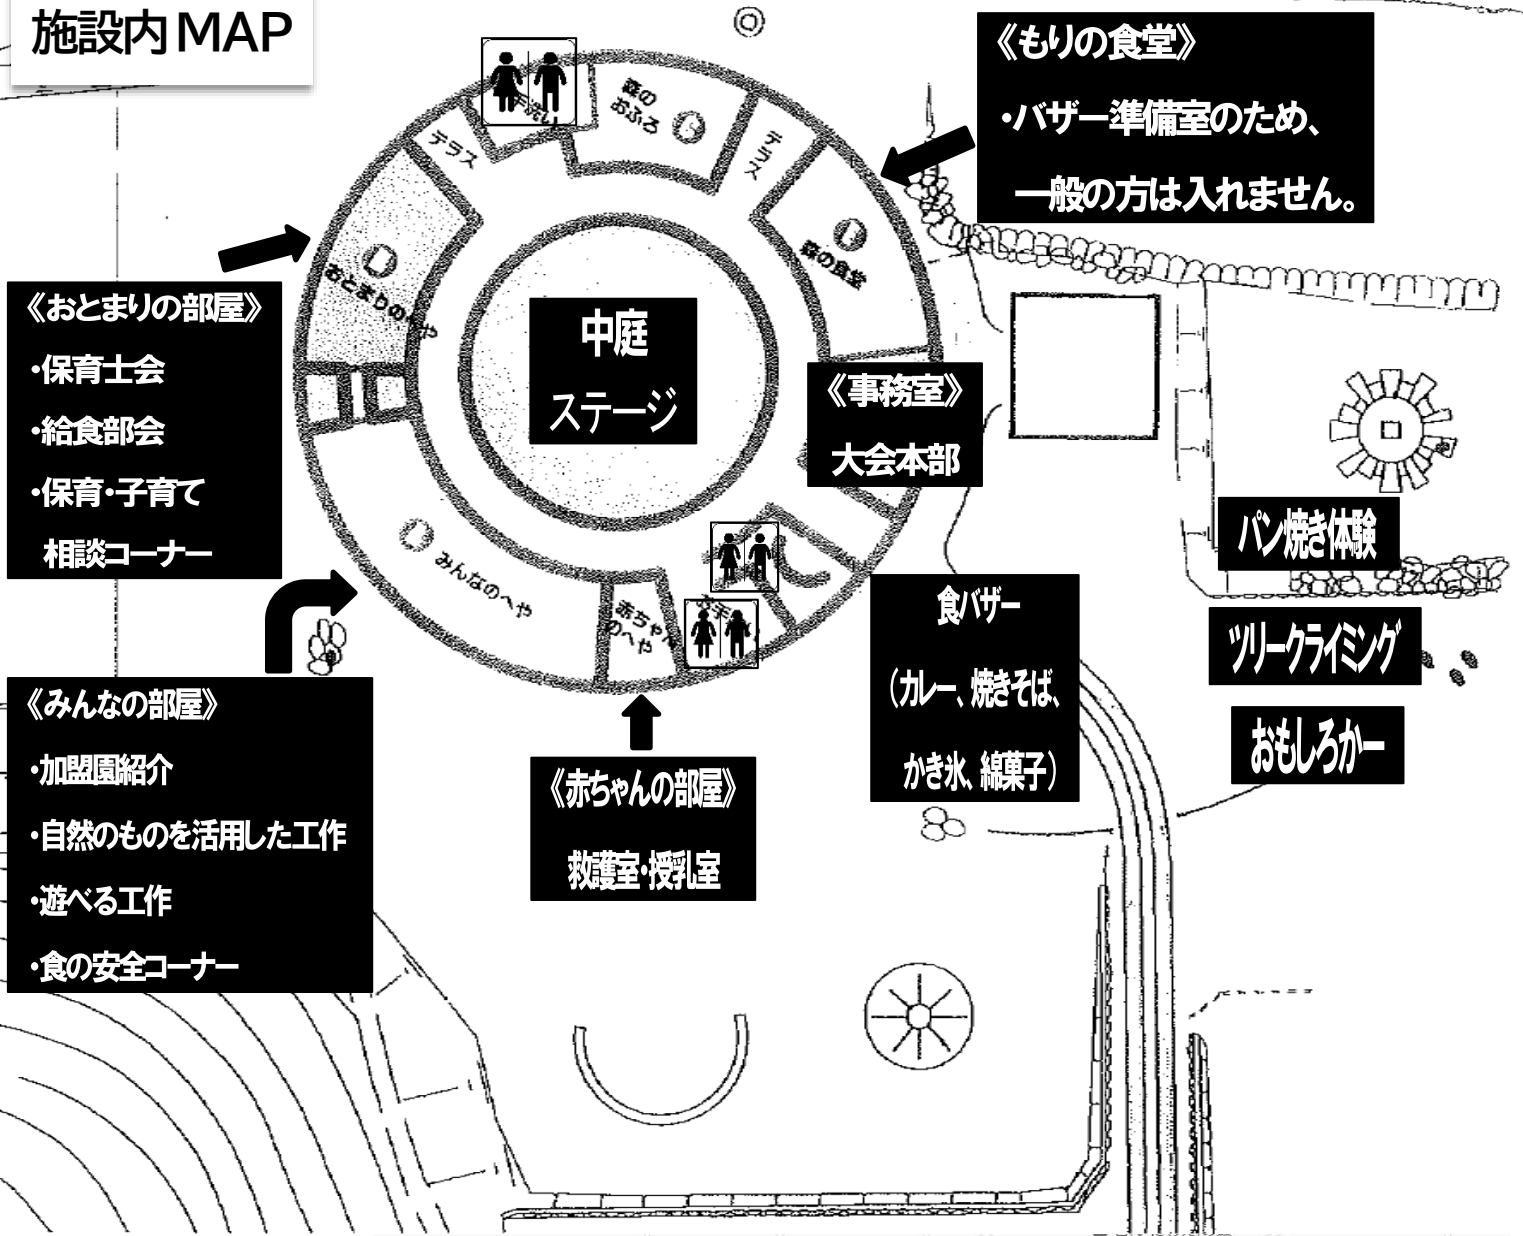 施設内MAP
《もりの食堂》
・バザー準備室のため、
一般の方は入れません。
手洗い
森の
おふろ
テラス
テラス
森の食堂
おとまりのへや
《おとまりの部屋》
・保育士会
・給食部会
・保育・子育て
相談コーナー
中庭
ステージ
《事務室》
大会本部
みんなのへや
赤ちゃん
のへや
お手
パン焼き体験
食バザー
（カレー、焼きそば、
かき氷、綿菓子）
ツリークライミング
おもしろかー
《みんなの部屋》
・加盟園紹介
・自然のものを活用した工作
・遊べる工作
・食の安全コーナー
《赤ちゃんの部屋》
救護室・授乳室